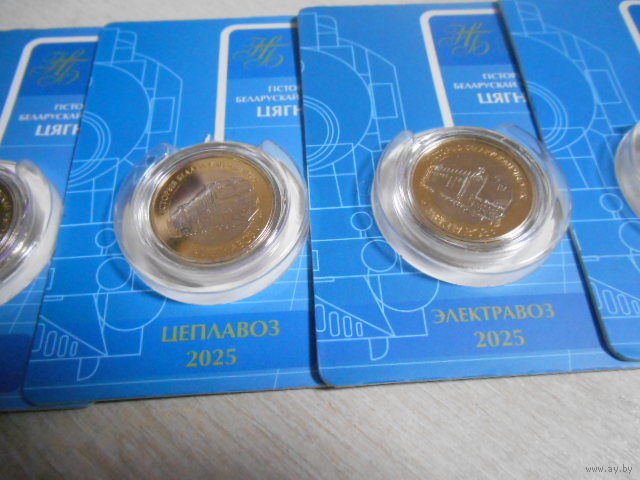 ГІСТОР
БЕЛАРУСКАЙ
ЦЯГН
ЦЕПЛАВОЗ
2025
ГІСТОР
БЕЛАРУСКАЙ
ЦЯГН
ЭЛЕКТРАВОЗ
2025
www.ay.by